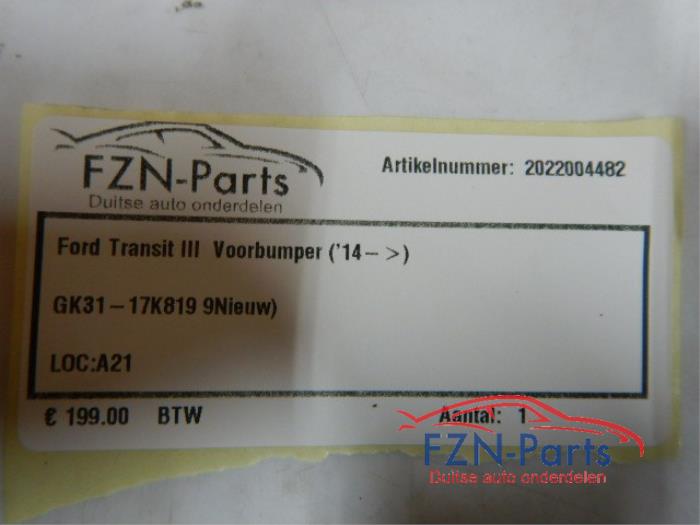 FZN-Parts
Duitse auto onderdelen
Artikelnummer: 2022004482
Ford Transit III Voorbumper ('14->)
GK31-17K819 9Nieuw)
LOC:A21
€ 199.00 BTW
Aantal: 1
FZN-Parts
Duitse auto onderdelen